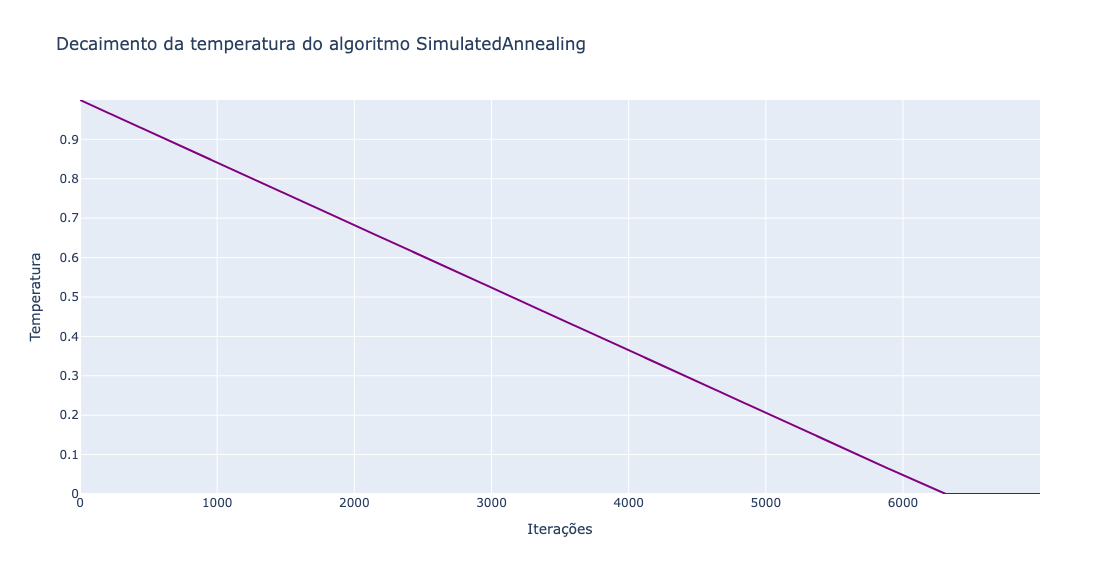 Decaimento da temperatura do algoritmo SimulatedAnnealing
Temperatura
0.9
0.8
0.7
0.6
0.5
0.4
0.3
0.2
0.1
0
0 1000 2000 3000 4000 5000 6000
Iterações